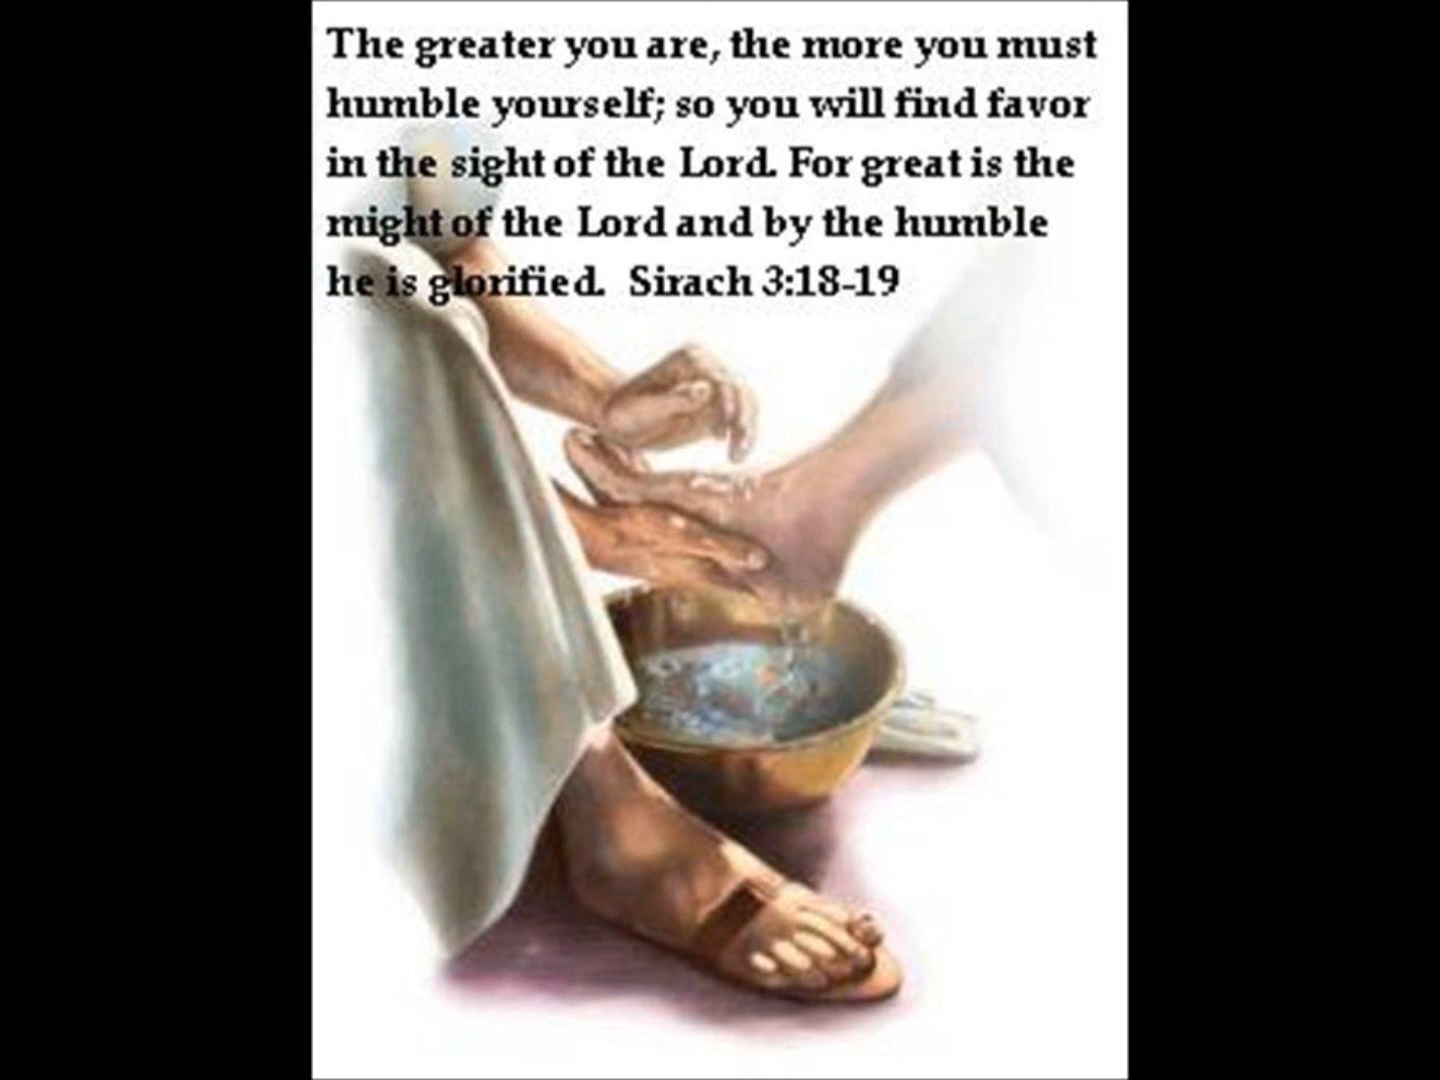 The greater you are, the more you must
humble yourself; so you will find favor
in the sight of the Lord. For great is the
might of the Lord and by the humble
he is glorified.  Sirach 3:18-19